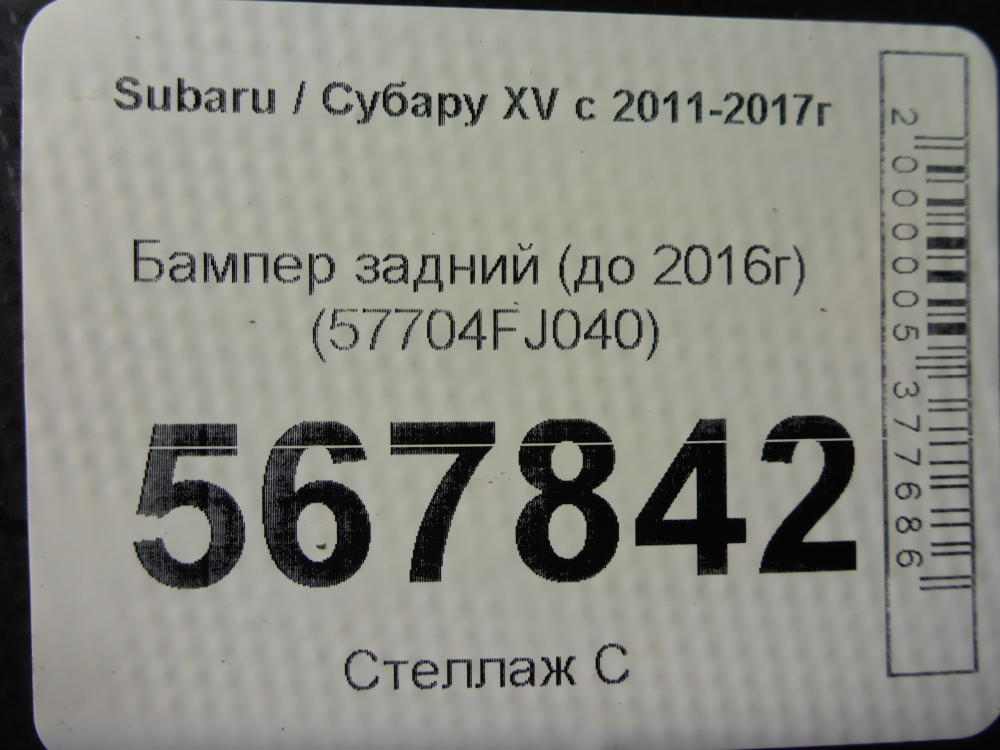 Subaru / Субару XV с 2011-2017г
Бампер задний (до 2016г)
(57704FJ040)
567842
Стеллаж С
2000005377686